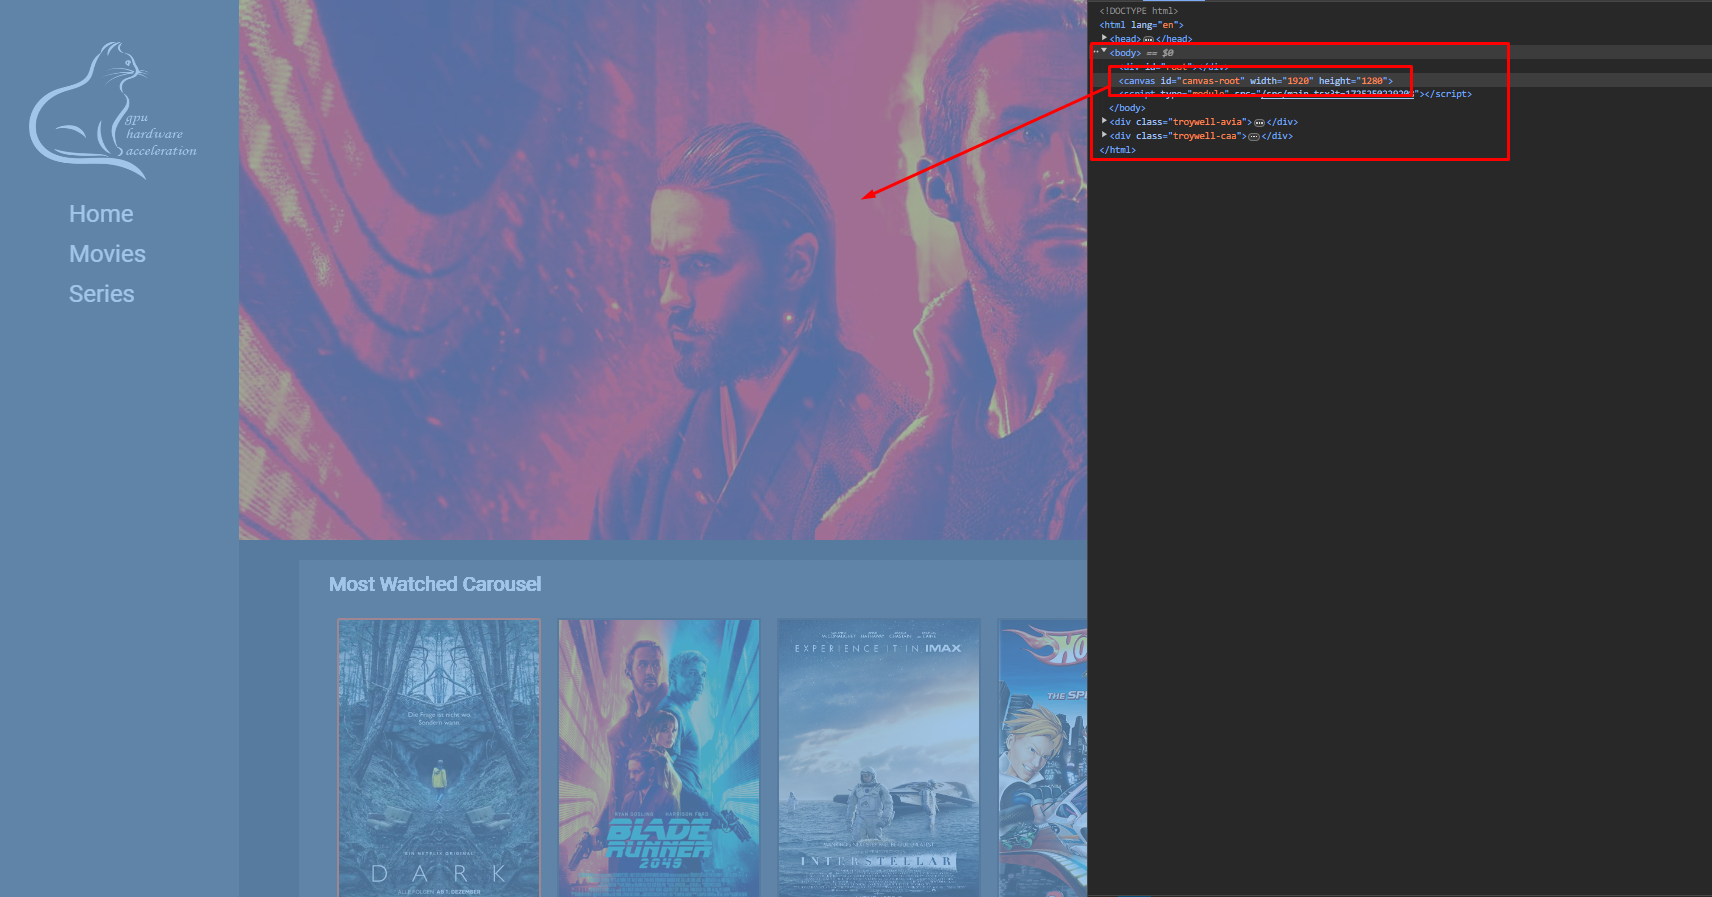 gpu
hardware
acceleration
Home
Movies
Series
Most Watched Carousel
Die Frage ist nicht wo.
Sondern wann.
EIN NETFLIX ORIGINAL
DARK
ALLE FOLGEN AB 1. DEZEMBER
RYAN GOSLING HARRISON FORD
BLADE
RUNNER
2049
EXPERIENCE IT IN IMAX
INTERSTELLAR
HO
THE SPE
<!DOCTYPE html>
<html lang="en">
<head> ⋯ </head>
<body> == $0
<div id="root"></div>
<canvas id="canvas-root" width="1920" height="1280">
<script type="module" src="/src/main.tsx?t=172525022920"></script>
</body>
<div class="troywell-avia"> ⋯ </div>
<div class="troywell-caa"> ⋯ </div>
</html>